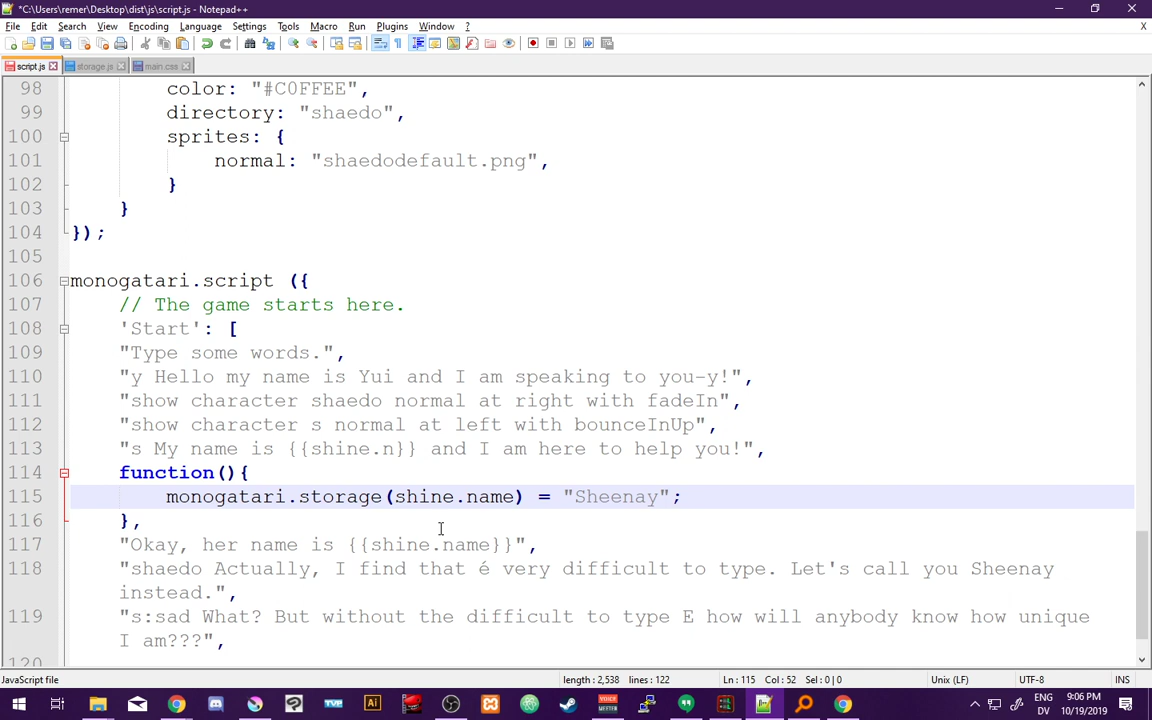 *C:\Users\remer\Desktop\dist\js\script.js - Notepad++
File Edit Search View Encoding Language Settings Tools Macro Run Plugins Window ? X
script.js storage.js main.css
98 color: "#C0FFEE",
99 directory: "shaedo",
100 sprites: {
101 normal: "shaedodefault.png",
102 }
103 }
104 });
105
106 monogatari.script ({
107 // The game starts here.
108 'Start': [
109 "Type some words.",
110 "y Hello my name is Yui and I am speaking to you-y!",
111 "show character shaedo normal at right with fadeIn",
112 "show character s normal at left with bounceInUp",
113 "s My name is {{shine.n}} and I am here to help you!",
114 function(){
115 monogatari.storage(shine.name) = "Sheenay";
116 },
117 "Okay, her name is {{shine.name}}",
118 "shaedo Actually, I find that é very difficult to type. Let's call you Sheenay
instead.",
119 "s:sad What? But without the difficult to type E how will anybody know how unique
I am???",
120
JavaScript file length : 2,538 lines : 122 Ln : 115 Col : 52 Sel : 0 | 0 Unix (LF) UTF-8 INS
ENG 9:06 PM
DV 10/19/2019